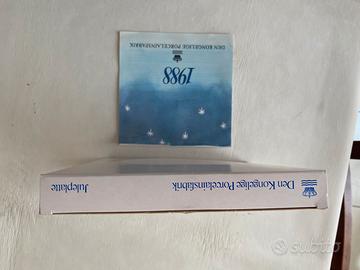 DEN KONGELIGE PORCELAINSFABRIK
1988
Den Kongelige Porcelainsfabrik
Juleplatte
subito